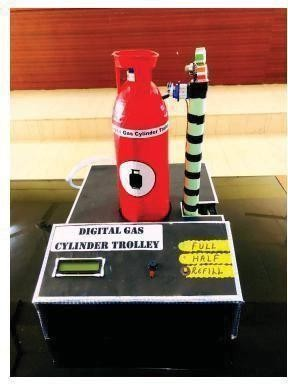 Gas Cylinder
DIGITAL GAS
CYLINDER TROLLEY
FULL
HALF
REFILL